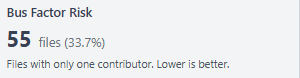 Bus Factor Risk
55 files (33.7%)
Files with only one contributor. Lower is better.